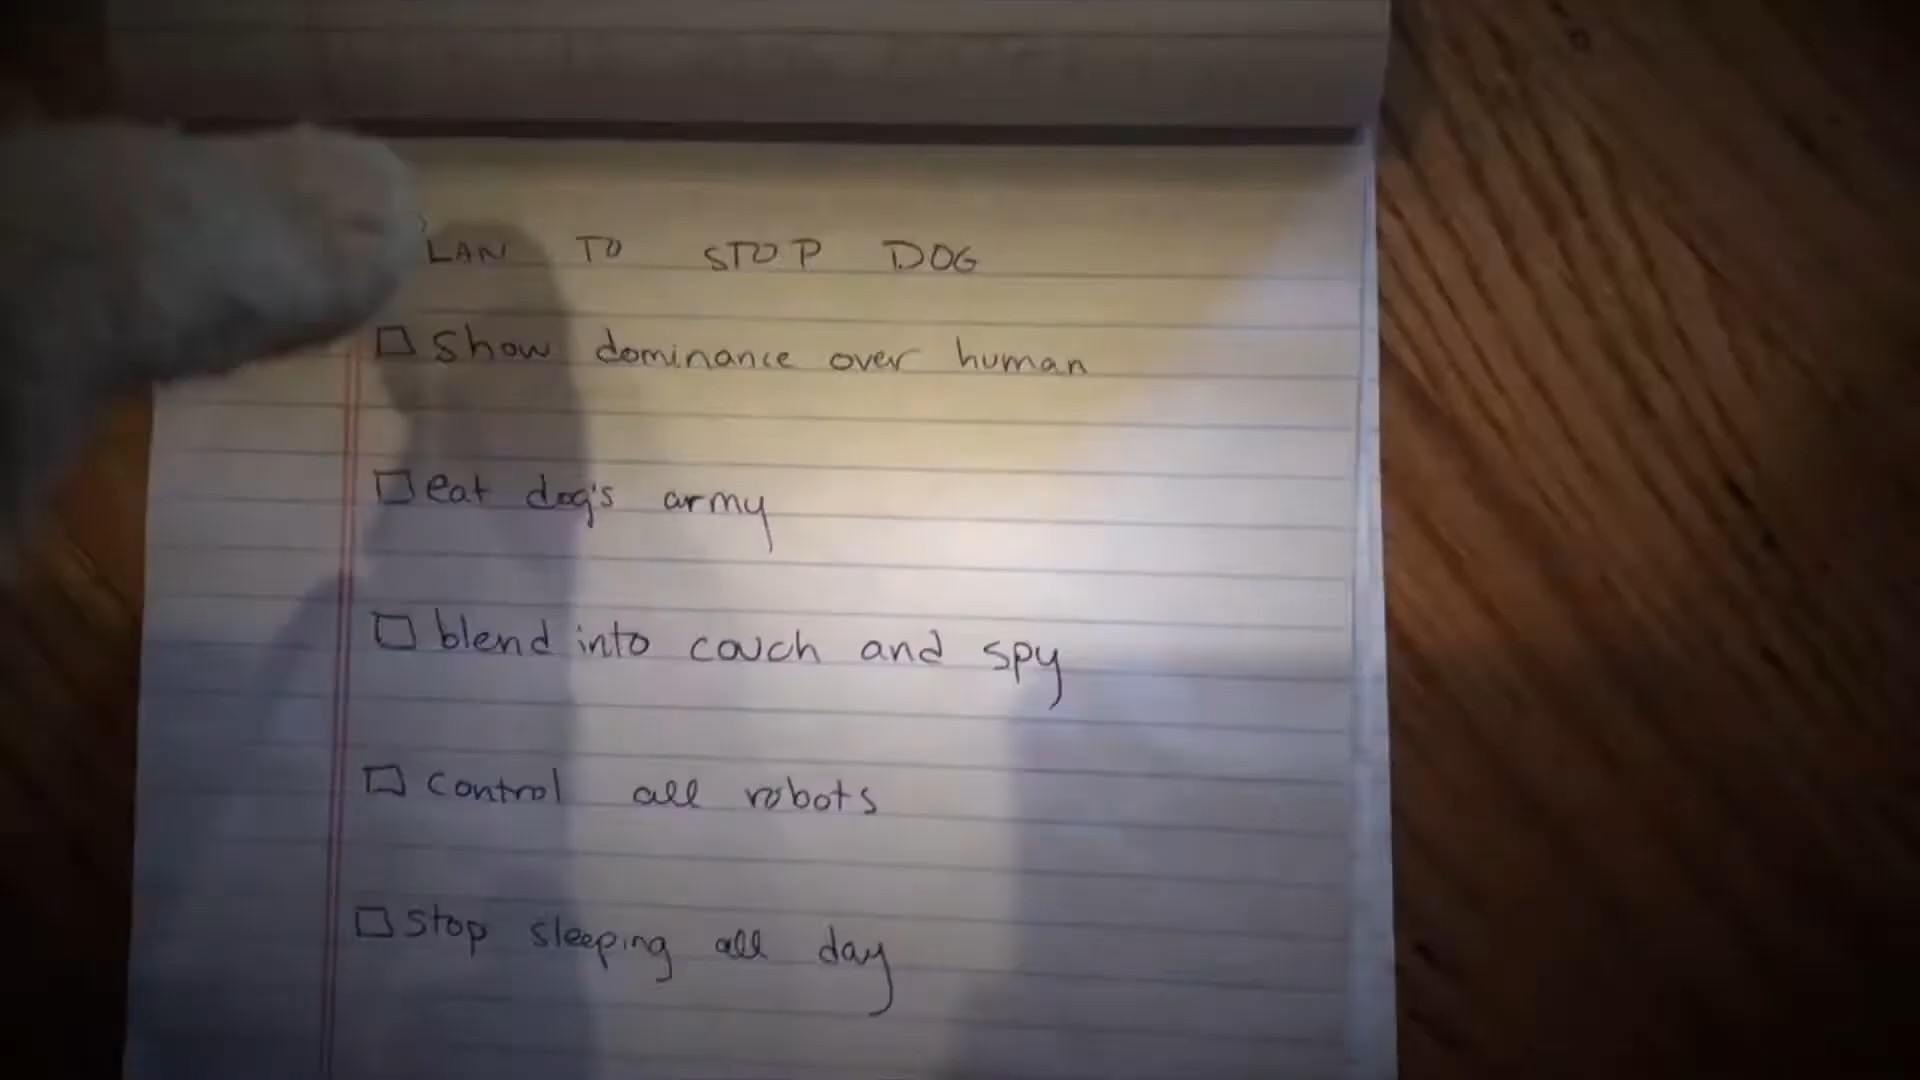 LAN TO STOP DOG
show dominance over human
eat dog's army
blend into couch and spy
control all robots
stop sleeping all day